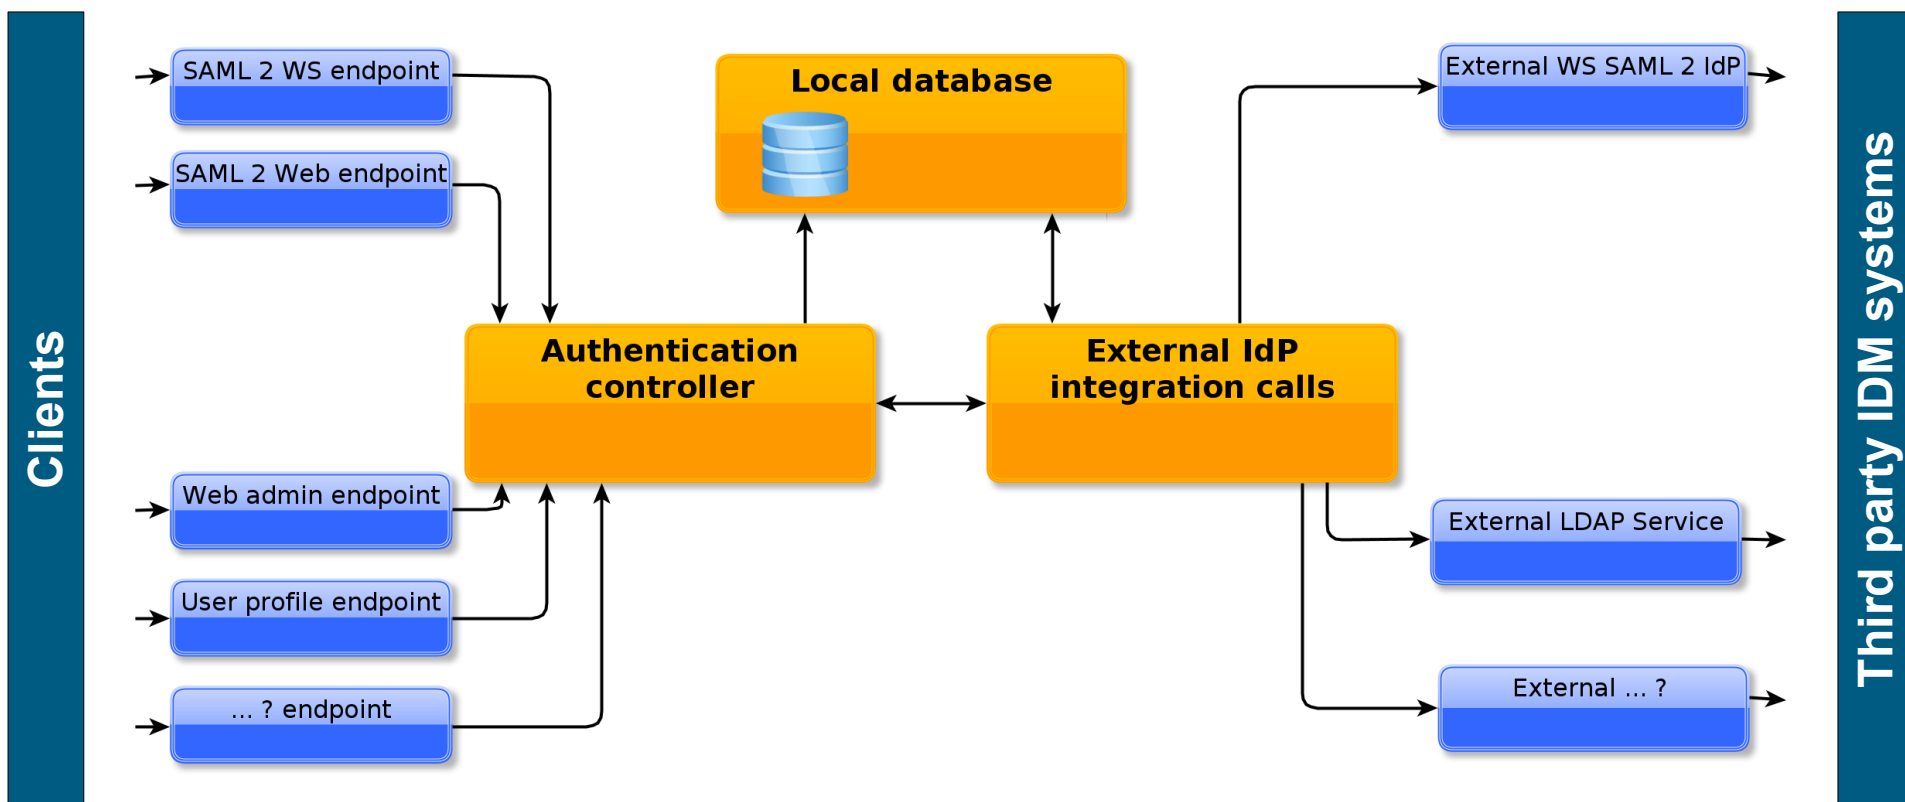 Clients
SAML 2 WS endpoint
SAML 2 Web endpoint
Web admin endpoint
User profile endpoint
... ? endpoint
Local database
Authentication
controller
External IdP
integration calls
External WS SAML 2 IdP
External LDAP Service
External ... ?
Third party IDM systems